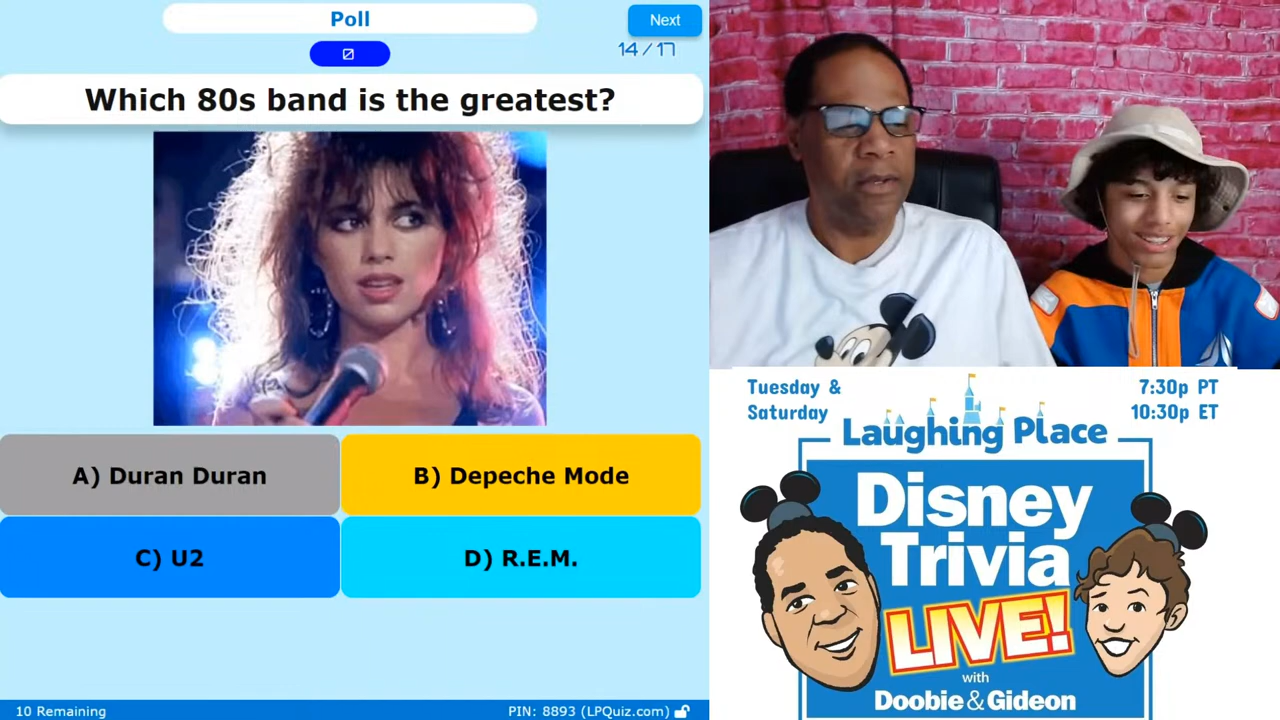 Poll
Next
14 / 17
Which 80s band is the greatest?
A) Duran Duran
B) Depeche Mode
C) U2
D) R.E.M.
10 Remaining
PIN: 8893 (LPQuiz.com)
Tuesday &
Saturday
7:30p PT
10:30p ET
Laughing Place
Disney
Trivia
LIVE!
with
Doobie & Gideon